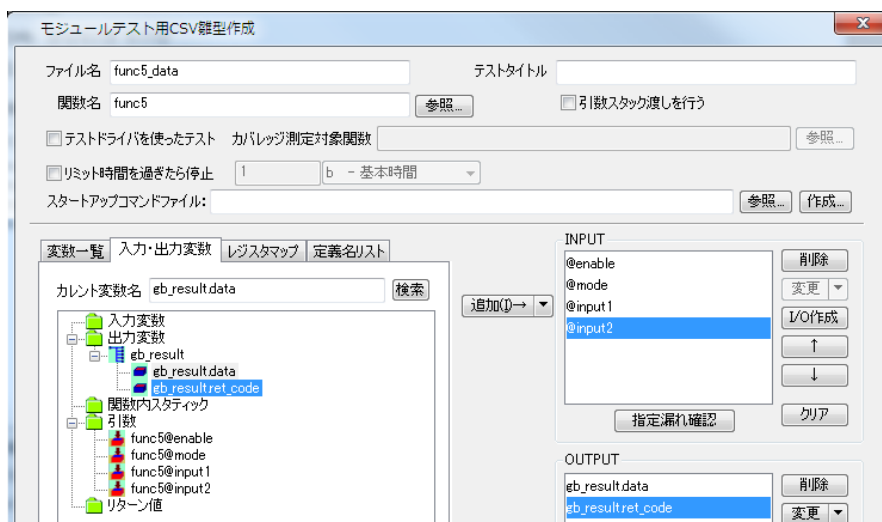 モジュールテスト用CSV雛型作成
ファイル名 func5_data テストタイトル
関数名 func5 参照... 引数スタック渡しを行う
テストドライバを使ったテスト カバレッジ測定対象関数 参照...
リミット時間を過ぎたら停止 1 b - 基本時間
スタートアップコマンドファイル: 参照... 作成...
変数一覧 入力・出力変数 レジスタマップ 定義名リスト
カレント変数名 gb_result.data 検索
入力変数
出力変数
gb_result
gb_result.data
gb_result.ret_code
関数内スタティック
引数
func5@enable
func5@mode
func5@input1
func5@input2
リターン値
追加(I)→
INPUT
@enable
@mode
@input1
@input2
削除
変更
I/O作成
↑
↓
クリア
指定漏れ確認
OUTPUT
gb_result.data
gb_result.ret_code
削除
変更